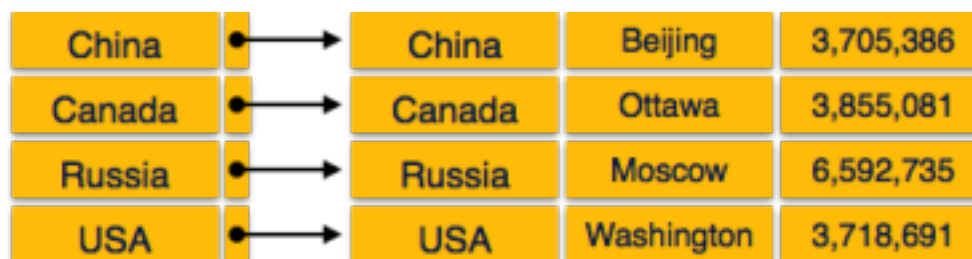 China China Beijing 3,705,386
Canada Canada Ottawa 3,855,081
Russia Russia Moscow 6,592,735
USA USA Washington 3,718,691